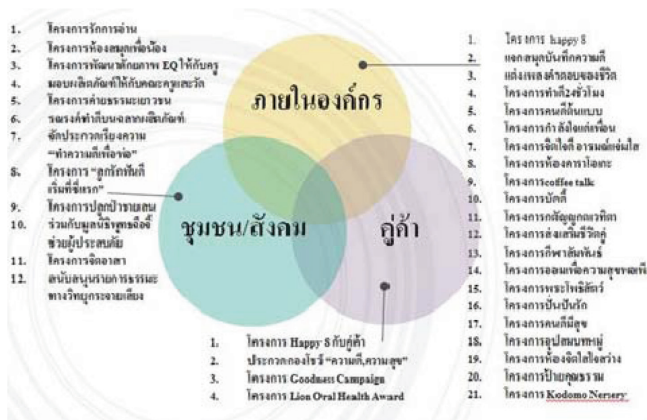 1. โครงการรักการอ่าน
2. โครงการห้องสมุดเพื่อน้อง
3. โครงการพัฒนาศักยภาพ EQ ให้กับครู
4. มอบผลิตภัณฑ์ให้กับคณะครูและวัด
5. โครงการค่ายธรรมะเยาวชน
6. รณรงค์ทำดีบนฉลากผลิตภัณฑ์
7. จัดประกวดเรียงความ
"ทำความดีเพื่อพ่อ"
8. โครงการ "ลูกรักฟันดี
เริ่มที่ซี่แรก"
9. โครงการปลูกป่าชายเลน
10. ร่วมกับมูลนิธิพุทธฉือจี้
ช่วยผู้ประสบภัย
11. โครงการจิตอาสา
12. สนับสนุนรายการธรรมะ
ทางวิทยุกระจายเสียง
ภายในองค์กร
ชุมชน/สังคม
คู่ค้า
1. โครงการ happy 8
2. แจกสมุดบันทึกความดี
3. แต่งเพลงคำตอบของชีวิต
4. โครงการทำดี24ชั่วโมง
5. โครงการคนดีต้นแบบ
6. โครงการกำลังใจแด่เพื่อน
7. โครงการจิตใจดี อารมณ์แจ่มใส
8. โครงการห้องคาราโอเกะ
9. โครงการcoffee talk
10. โครงการบัดดี้
11. โครงการกตัญญูกตเวทิตา
12. โครงการส่งเสริมชีวิตคู่
13. โครงการกีฬาสัมพันธ์
14. โครงการออมเพื่อความสุขพอเพี
15. โครงการพระโพธิสัตว์
16. โครงการปั่นปันรัก
17. โครงการคนดีมีสุข
18. โครงการอุปสมบทหมู่
19. โครงการห้องจิตใสใจสว่าง
20. โครงการป้ายคุณธรรม
21. โครงการ Kodomo Nersery
1. โครงการ Happy 8 กับคู่ค้า
2. ประกวดกองโชว์ "ความดี,ความสุข"
3. โครงการ Goodness Campaign
4. โครงการ Lion Oral Health Award